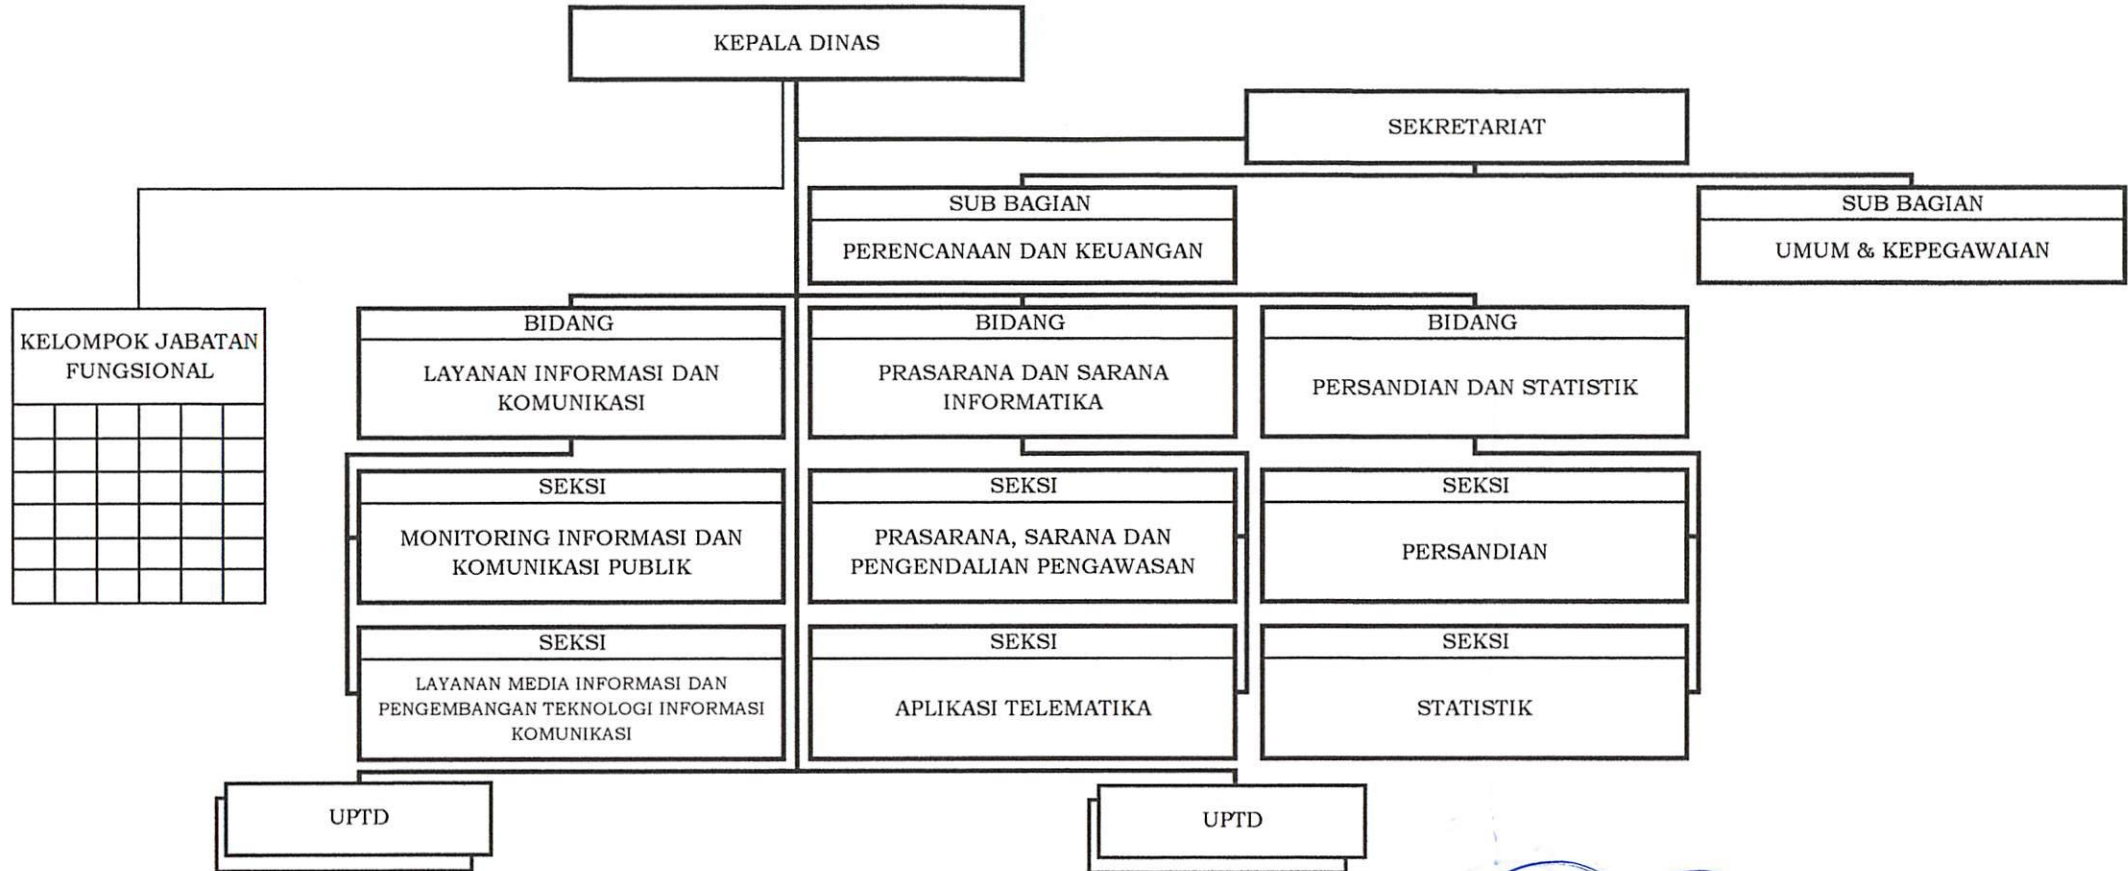 KEPALA DINAS
SEKRETARIAT
SUB BAGIAN
PERENCANAAN DAN KEUANGAN
SUB BAGIAN
UMUM & KEPEGAWAIAN
KELOMPOK JABATAN
FUNGSIONAL
BIDANG
LAYANAN INFORMASI DAN
KOMUNIKASI
BIDANG
PRASARANA DAN SARANA
INFORMATIKA
BIDANG
PERSANDIAN DAN STATISTIK
SEKSI
MONITORING INFORMASI DAN
KOMUNIKASI PUBLIK
SEKSI
PRASARANA, SARANA DAN
PENGENDALIAN PENGAWASAN
SEKSI
PERSANDIAN
SEKSI
LAYANAN MEDIA INFORMASI DAN
PENGEMBANGAN TEKNOLOGI INFORMASI
KOMUNIKASI
SEKSI
APLIKASI TELEMATIKA
SEKSI
STATISTIK
UPTD
UPTD